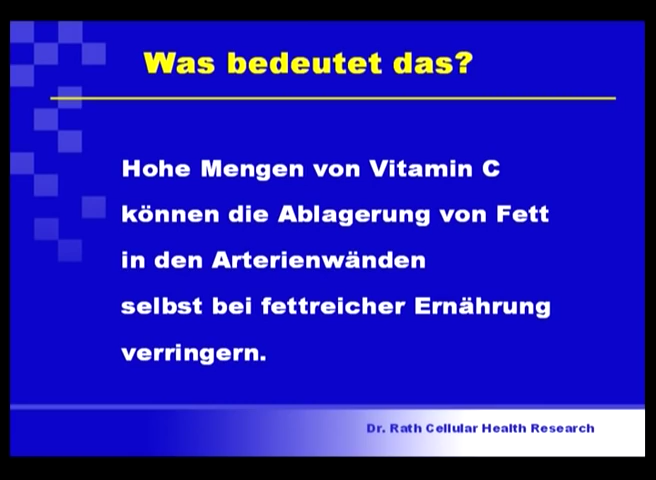 Was bedeutet das?
Hohe Mengen von Vitamin C
können die Ablagerung von Fett
in den Arterienwänden
selbst bei fettreicher Ernährung
verringern.
Dr. Rath Cellular Health Research